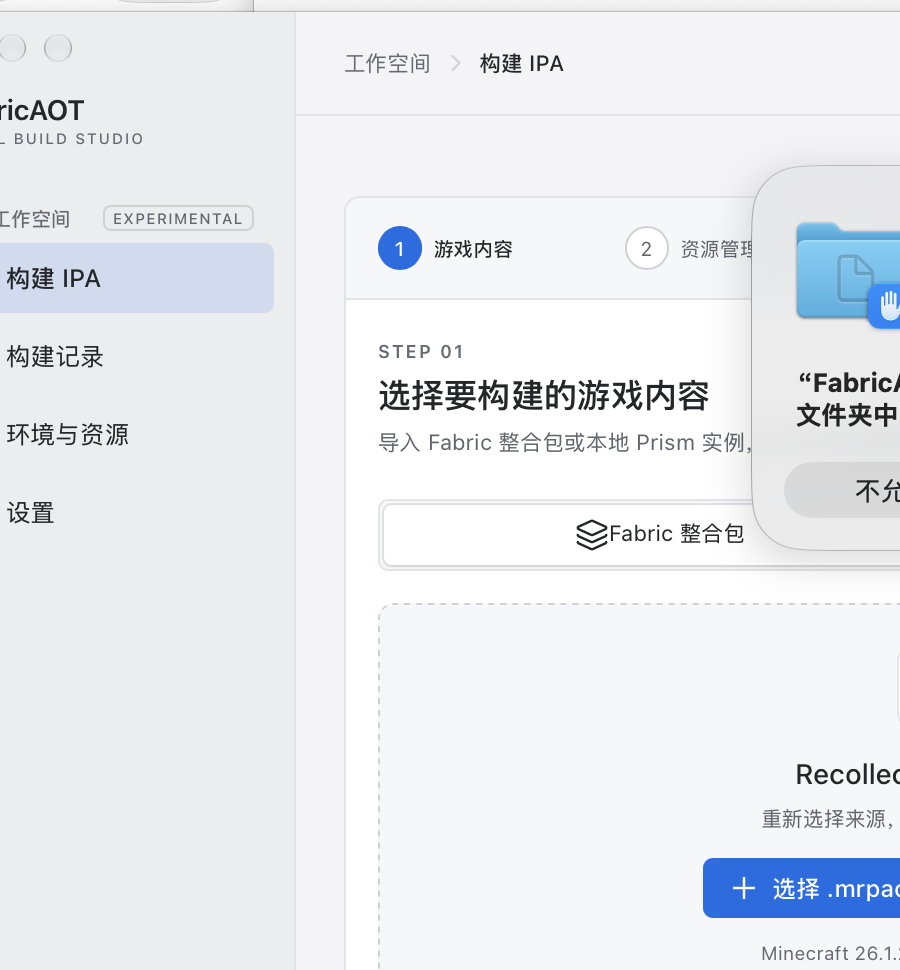 ricAOT
L BUILD STUDIO
工作空间
EXPERIMENTAL
构建 IPA
构建记录
环境与资源
设置
工作空间
构建 IPA
1
游戏内容
2
资源管理
STEP 01
选择要构建的游戏内容
导入 Fabric 整合包或本地 Prism 实例,
Fabric 整合包
“FabricA
文件夹中
不允
Recollec
重新选择来源,
选择 .mrpac
Minecraft 26.1.2